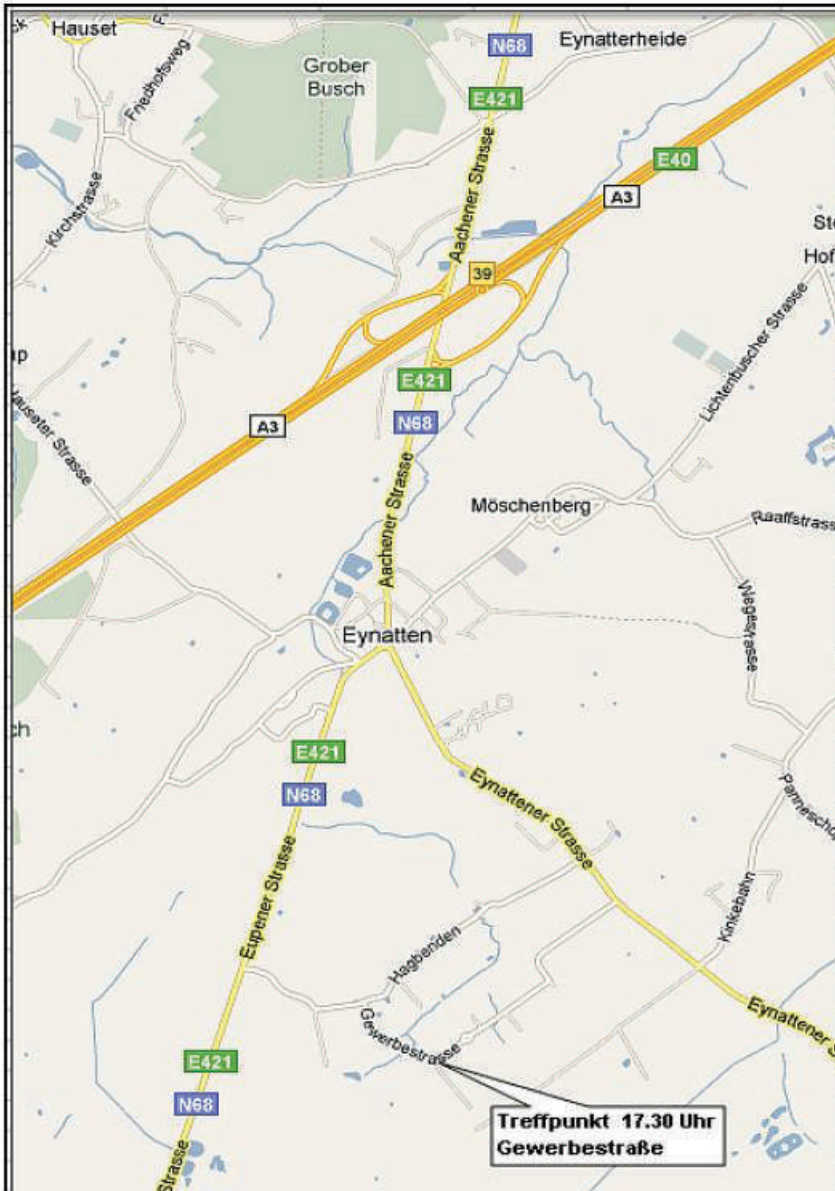 Hauset
N68
Eynatterheide
Grober
Busch
Friedhofsweg
E421
E40
Aachener Strasse
A3
Kirchstrasse
39
Hof
Lichtenbuscher Strasse
E421
N68
A3
Hauseter Strasse
Möschenberg
Raaffstrass
Aachener Strasse
Wegestrasse
Eynatten
E421
N68
Eynattener Strasse
Pannescho
Eupener Strasse
Kinkebahn
Hagbenden
Gewerbestrasse
Eynattener S
E421
N68
Strasse
Treffpunkt 17.30 Uhr
Gewerbestraße